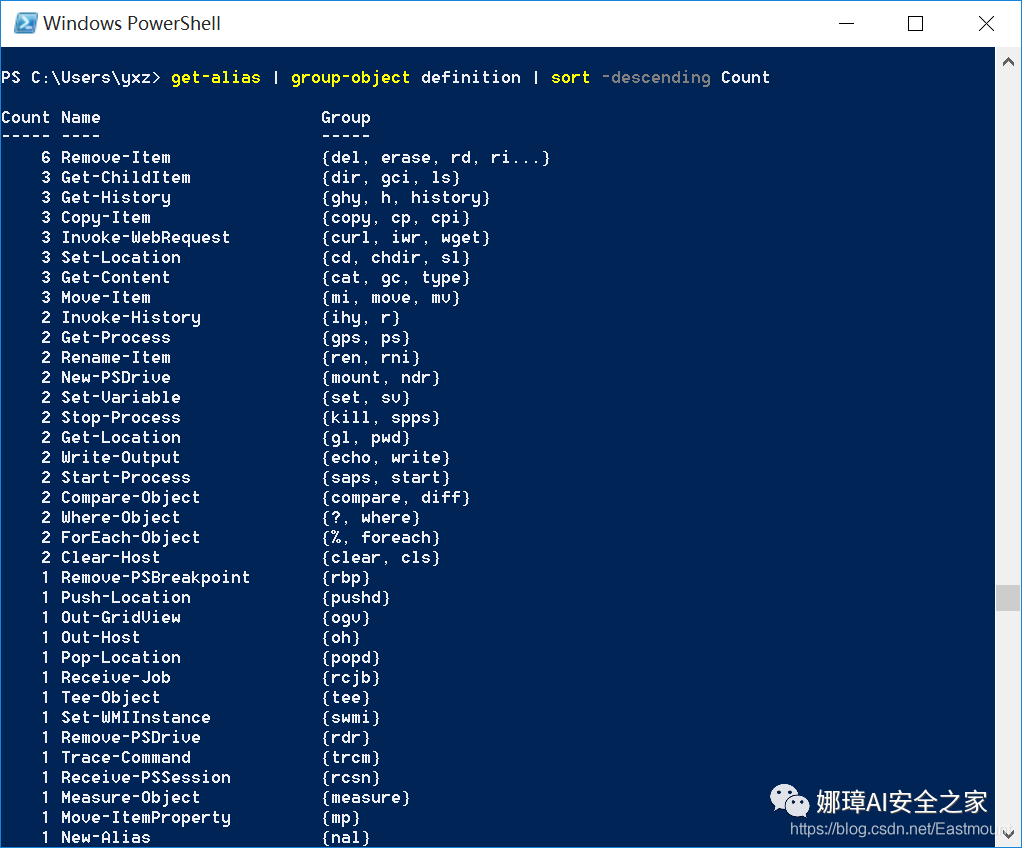 Windows PowerShell
PS C:\Users\yxz> get-alias | group-object definition | sort -descending Count
Count Name Group
----- ---- -----
6 Remove-Item {del, erase, rd, ri...}
3 Get-ChildItem {dir, gci, ls}
3 Get-History {ghy, h, history}
3 Copy-Item {copy, cp, cpi}
3 Invoke-WebRequest {curl, iwr, wget}
3 Set-Location {cd, chdir, sl}
3 Get-Content {cat, gc, type}
3 Move-Item {mi, move, mv}
2 Invoke-History {ihy, r}
2 Get-Process {gps, ps}
2 Rename-Item {ren, rni}
2 New-PSDrive {mount, ndr}
2 Set-Variable {set, sv}
2 Stop-Process {kill, spps}
2 Get-Location {gl, pwd}
2 Write-Output {echo, write}
2 Start-Process {saps, start}
2 Compare-Object {compare, diff}
2 Where-Object {?, where}
2 ForEach-Object {%, foreach}
2 Clear-Host {clear, cls}
1 Remove-PSBreakpoint {rbp}
1 Push-Location {pushd}
1 Out-GridView {ogv}
1 Out-Host {oh}
1 Pop-Location {popd}
1 Receive-Job {rcjb}
1 Tee-Object {tee}
1 Set-WMIInstance {swmi}
1 Remove-PSDrive {rdr}
1 Trace-Command {trcm}
1 Receive-PSSession {rcsn}
1 Measure-Object {measure}
1 Move-ItemProperty {mp}
1 New-Alias {nal}
娜璋AI安全之家
https://blog.csdn.net/Eastmount